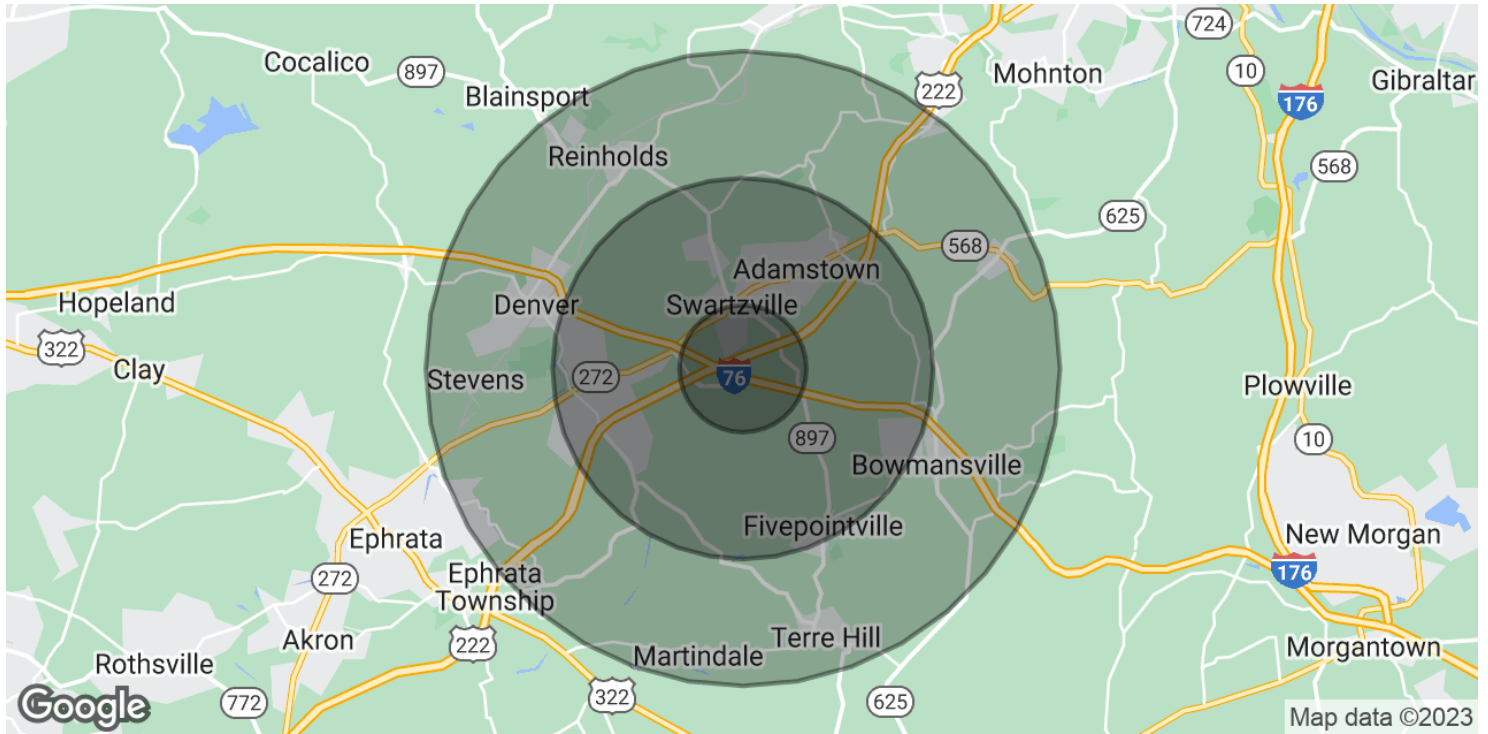 724
Cocalico
897
Mohnton
10
Gibraltar
222
Blainsport
176
Reinholds
568
625
568
Adamstown
Hopeland
Denver
Swartzville
322
Clay
Stevens
272
76
Plowville
897
10
Bowmansville
Fivepointville
New Morgan
Ephrata
272
Ephrata
Township
176
Akron
222
Terre Hill
Martindale
Morgantown
Rothsville
772
322
625
Google
Map data ©2023